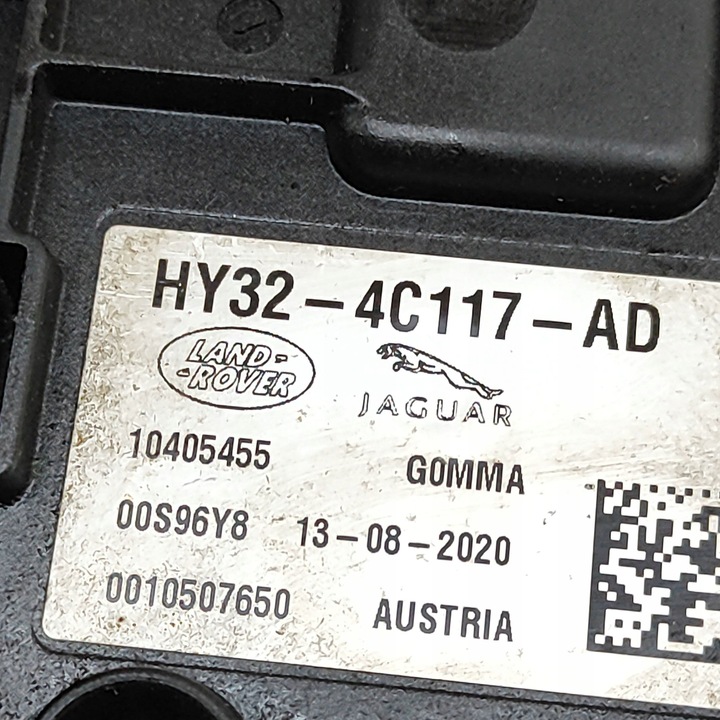 HY32-4C117-AD
LAND-
-ROVER
JAGUAR
10405455 GOMMA
00S96Y8 13-08-2020
0010507650 AUSTRIA